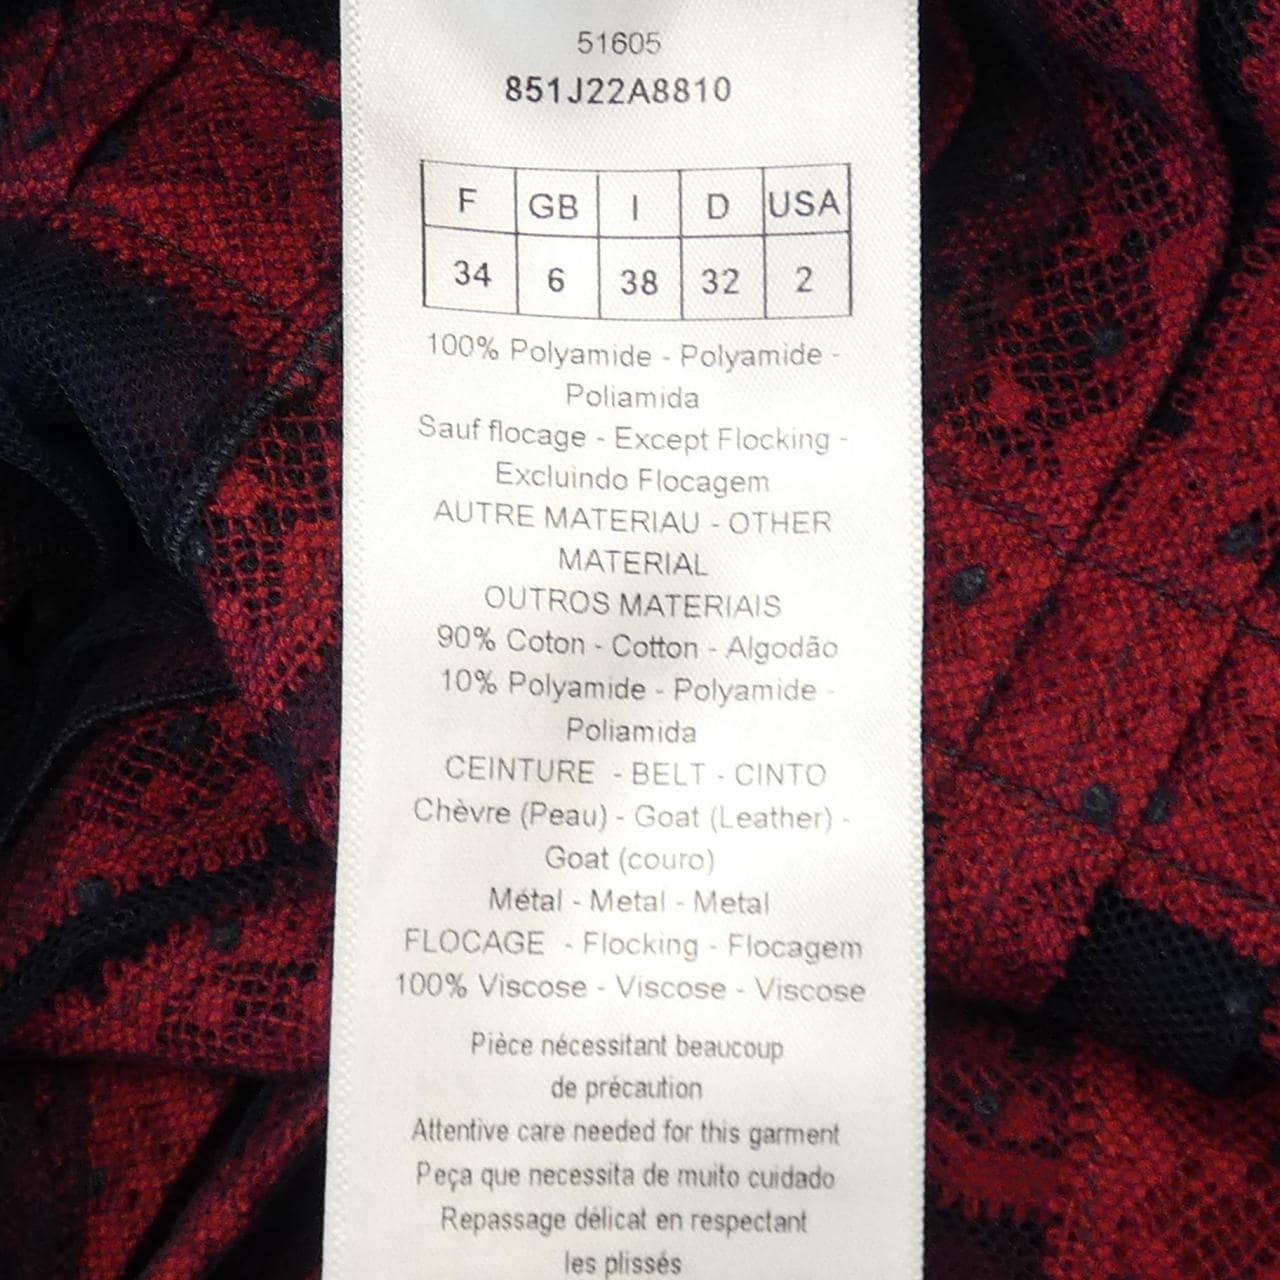 51605
851J22A8810
F GB I D USA
34 6 38 32 2
100% Polyamide - Polyamide -
Poliamida
Sauf flocage - Except Flocking -
Excluindo Flocagem
AUTRE MATERIAU - OTHER
MATERIAL
OUTROS MATERIAIS
90% Coton - Cotton - Algodão
10% Polyamide - Polyamide -
Poliamida
CEINTURE - BELT - CINTO
Chèvre (Peau) - Goat (Leather) -
Goat (couro)
Métal - Metal - Metal
FLOCAGE - Flocking - Flocagem
100% Viscose - Viscose - Viscose
Pièce nécessitant beaucoup
de précaution
Attentive care needed for this garment
Peça que necessita de muito cuidado
Repassage délicat en respectant
les plissés